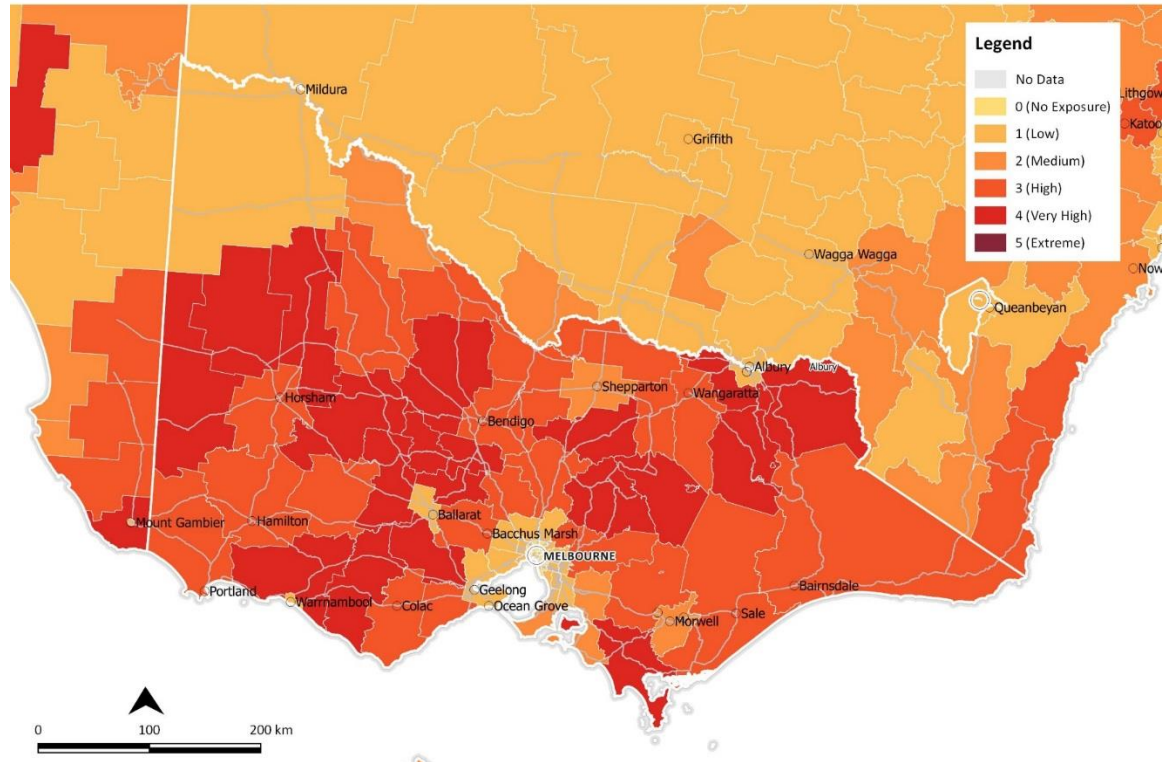 Legend
No Data
0 (No Exposure)
1 (Low)
2 (Medium)
3 (High)
4 (Very High)
5 (Extreme)
Lithgow
Katoo
Mildura
Griffith
Wagga Wagga
Now
Queanbeyan
Albury
Albury
Shepparton
Wangaratta
Horsham
Bendigo
Mount Gambier
Hamilton
Ballarat
Bacchus Marsh
MELBOURNE
Portland
Warrnambool
Colac
Geelong
Ocean Grove
Morwell
Sale
Bairnsdale
0 100 200 km